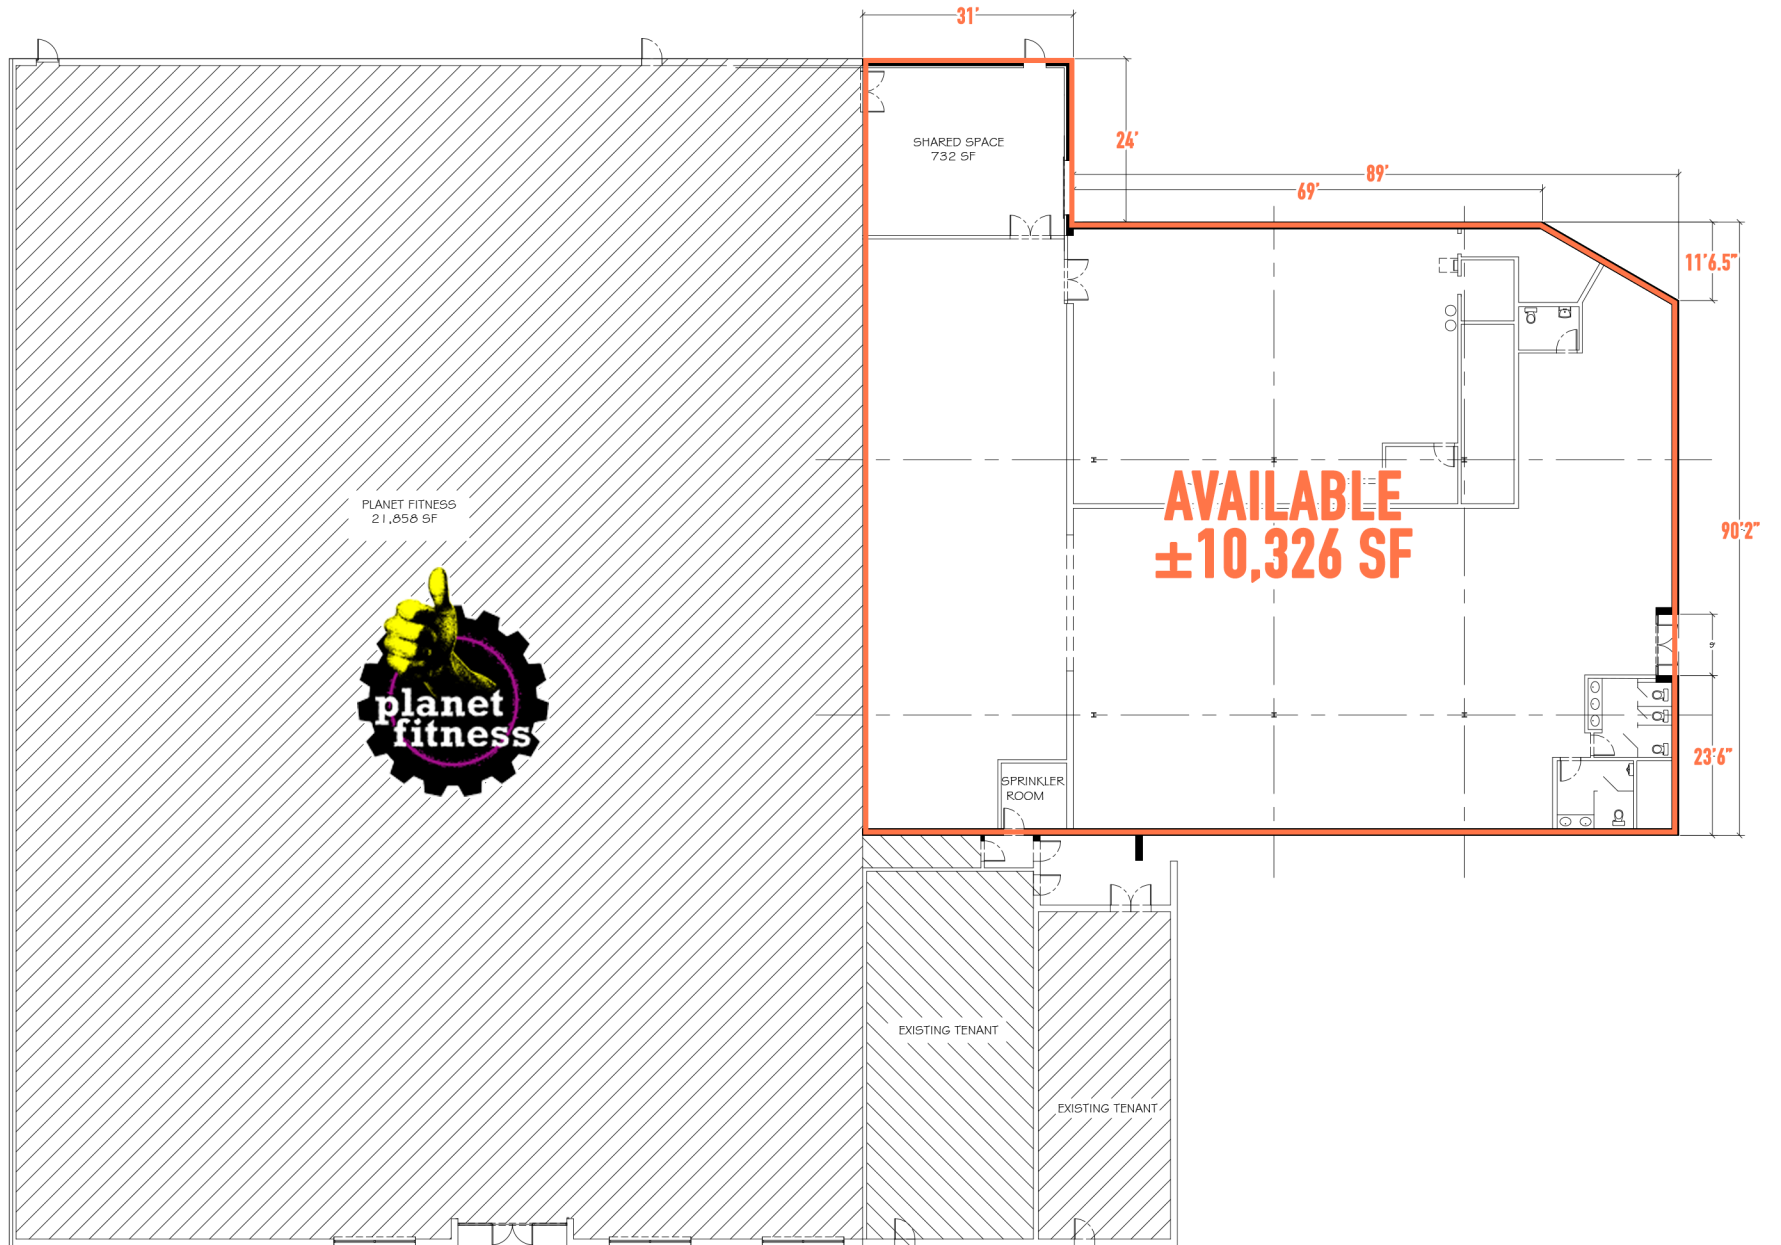 31'
24'
SHARED SPACE
732 SF
89'
69'
11'6.5"
PLANET FITNESS
21,858 SF
AVAILABLE
±10,326 SF
90'2"
planet
fitness
23'6"
SPRINKLER
ROOM
EXISTING TENANT
EXISTING TENANT